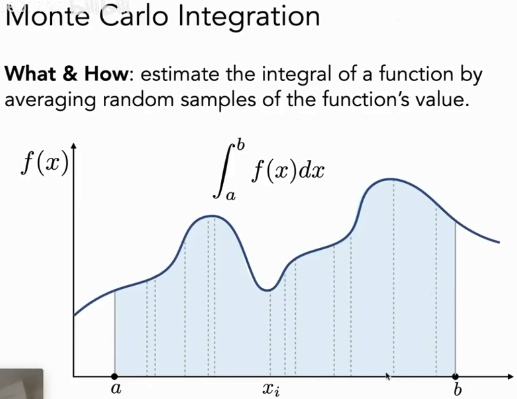 Monte Carlo Integration
What & How: estimate the integral of a function by
averaging random samples of the function's value.
f(x)
∫_a^b f(x)dx
a
x_i
b